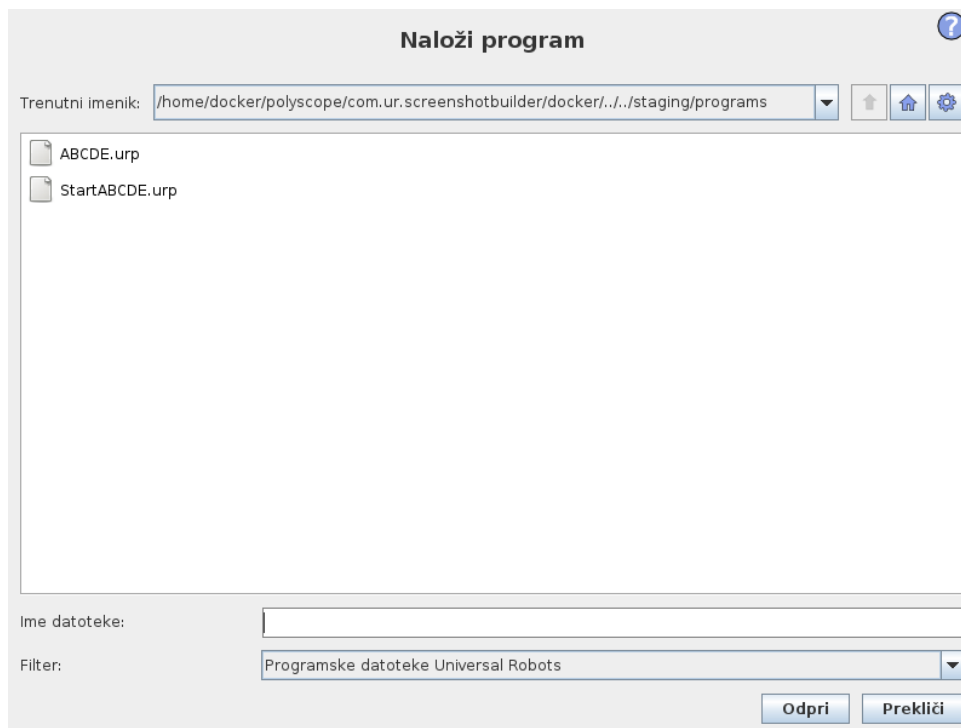 Naloži program
?
Trenutni imenik: /home/docker/polyscope/com.ur.screenshotbuilder/docker/../../staging/programs
ABCDE.urp
StartABCDE.urp
Ime datoteke:
Filter: Programske datoteke Universal Robots
Odpri Prekliči